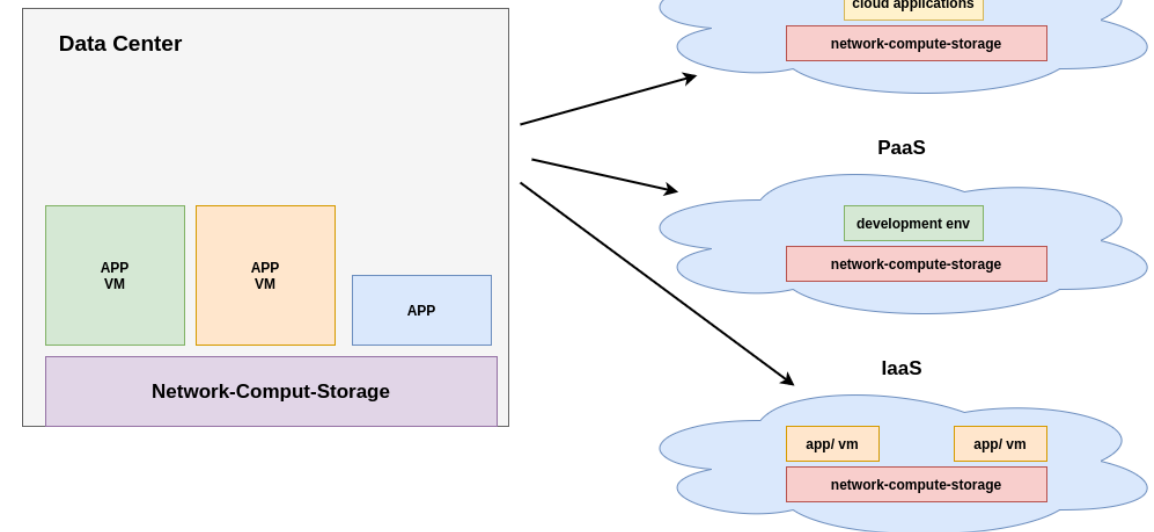 Data Center
APP
VM
APP
VM
APP
Network-Comput-Storage
cloud applications
network-compute-storage
PaaS
development env
network-compute-storage
IaaS
app/ vm
app/ vm
network-compute-storage